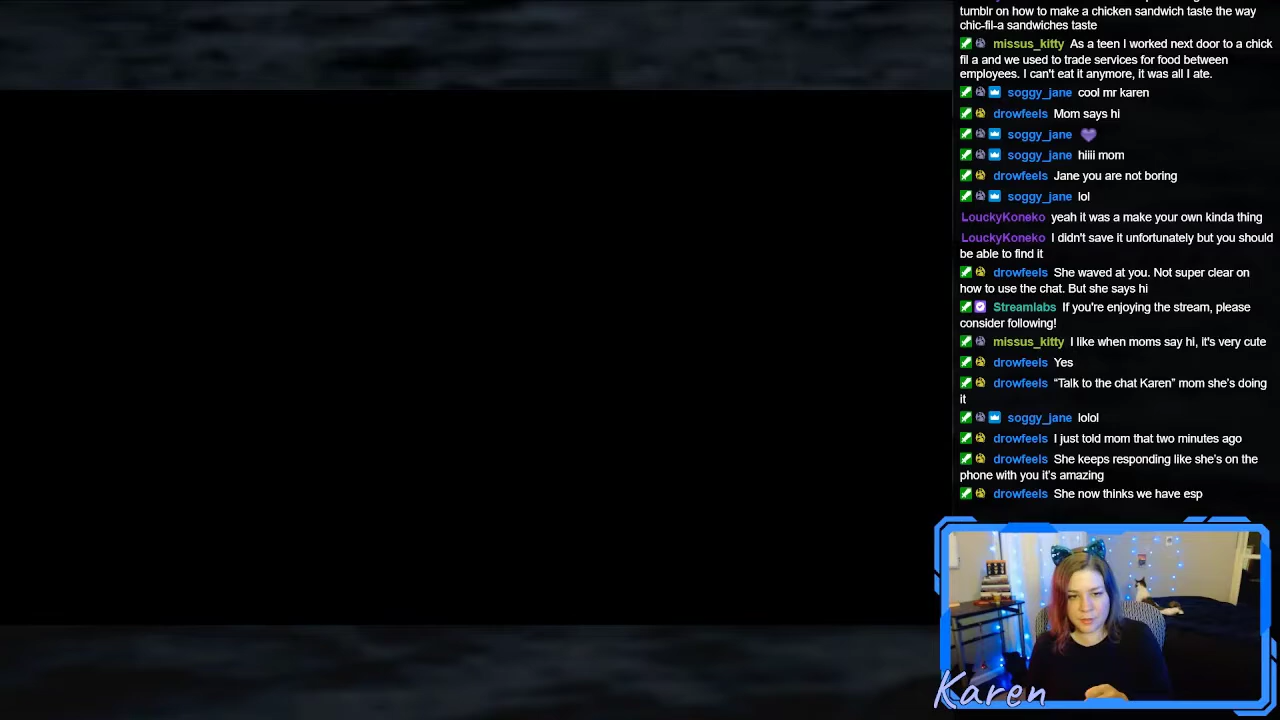 tumblr on how to make a chicken sandwich taste the way
chic-fil-a sandwiches taste
missus_kitty As a teen I worked next door to a chick
fil a and we used to trade services for food between
employees. I can't eat it anymore, it was all I ate.
soggy_jane cool mr karen
drowfeels Mom says hi
soggy_jane
soggy_jane hiiii mom
drowfeels Jane you are not boring
soggy_jane lol
LouckyKoneko yeah it was a make your own kinda thing
LouckyKoneko I didn't save it unfortunately but you should
be able to find it
drowfeels She waved at you. Not super clear on
how to use the chat. But she says hi
Streamlabs If you're enjoying the stream, please
consider following!
missus_kitty I like when moms say hi, it's very cute
drowfeels Yes
drowfeels “Talk to the chat Karen” mom she's doing
it
soggy_jane lolol
drowfeels I just told mom that two minutes ago
drowfeels She keeps responding like she's on the
phone with you it's amazing
drowfeels She now thinks we have esp
Karen